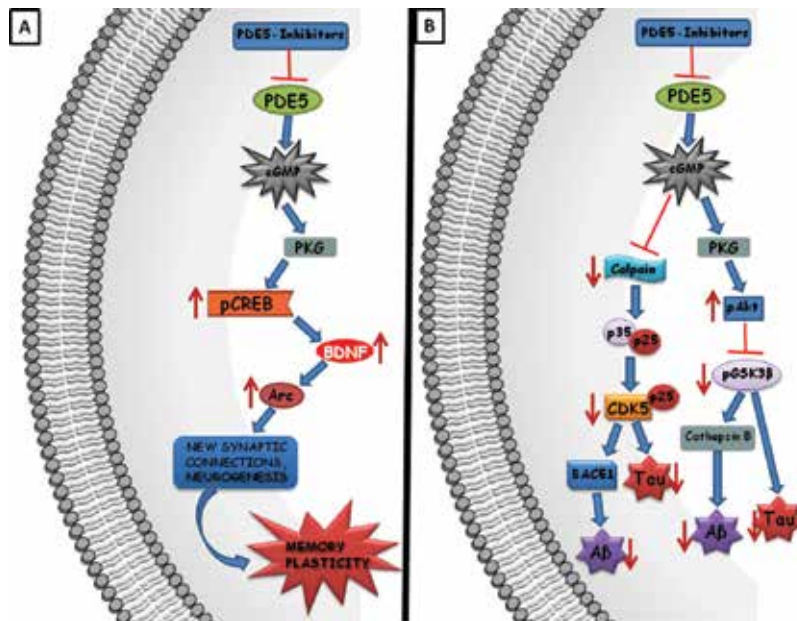 A
PDE5-Inhibitors
PDE5
cGMP
PKG
pCREB
BDNF
Arc
NEW SYNAPTIC
CONNECTIONS,
NEUROGENESIS
MEMORY
PLASTICITY
B
PDE5-Inhibitors
PDE5
cGMP
Calpain
PKG
pAkt
p35
p25
pGSK3β
CDK5
p25
Cathepsin B
BACE1
Tau
Aβ
Aβ
Tau